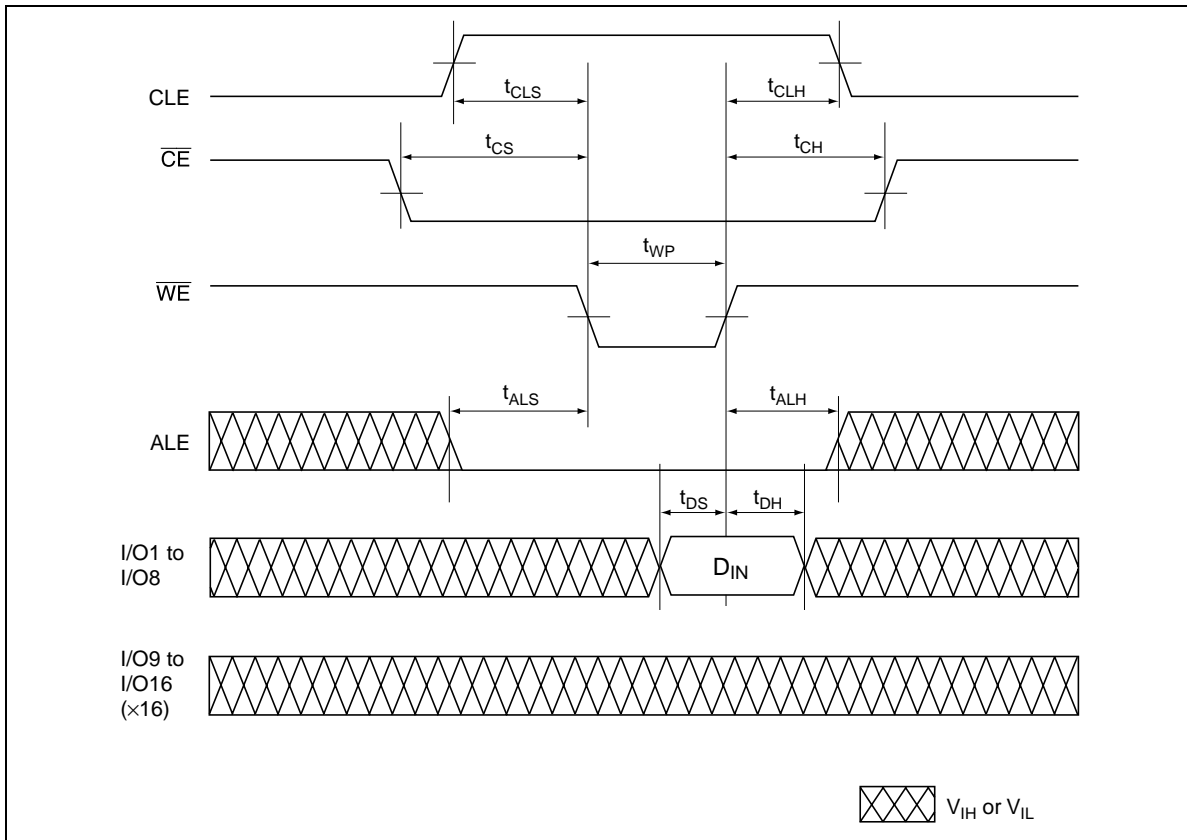 CLE
tCLS
tCLH
CE
tCS
tCH
WE
tWP
ALE
tALS
tALH
I/O1 to
I/O8
tDS
tDH
DIN
I/O9 to
I/O16
(×16)
VIH or VIL